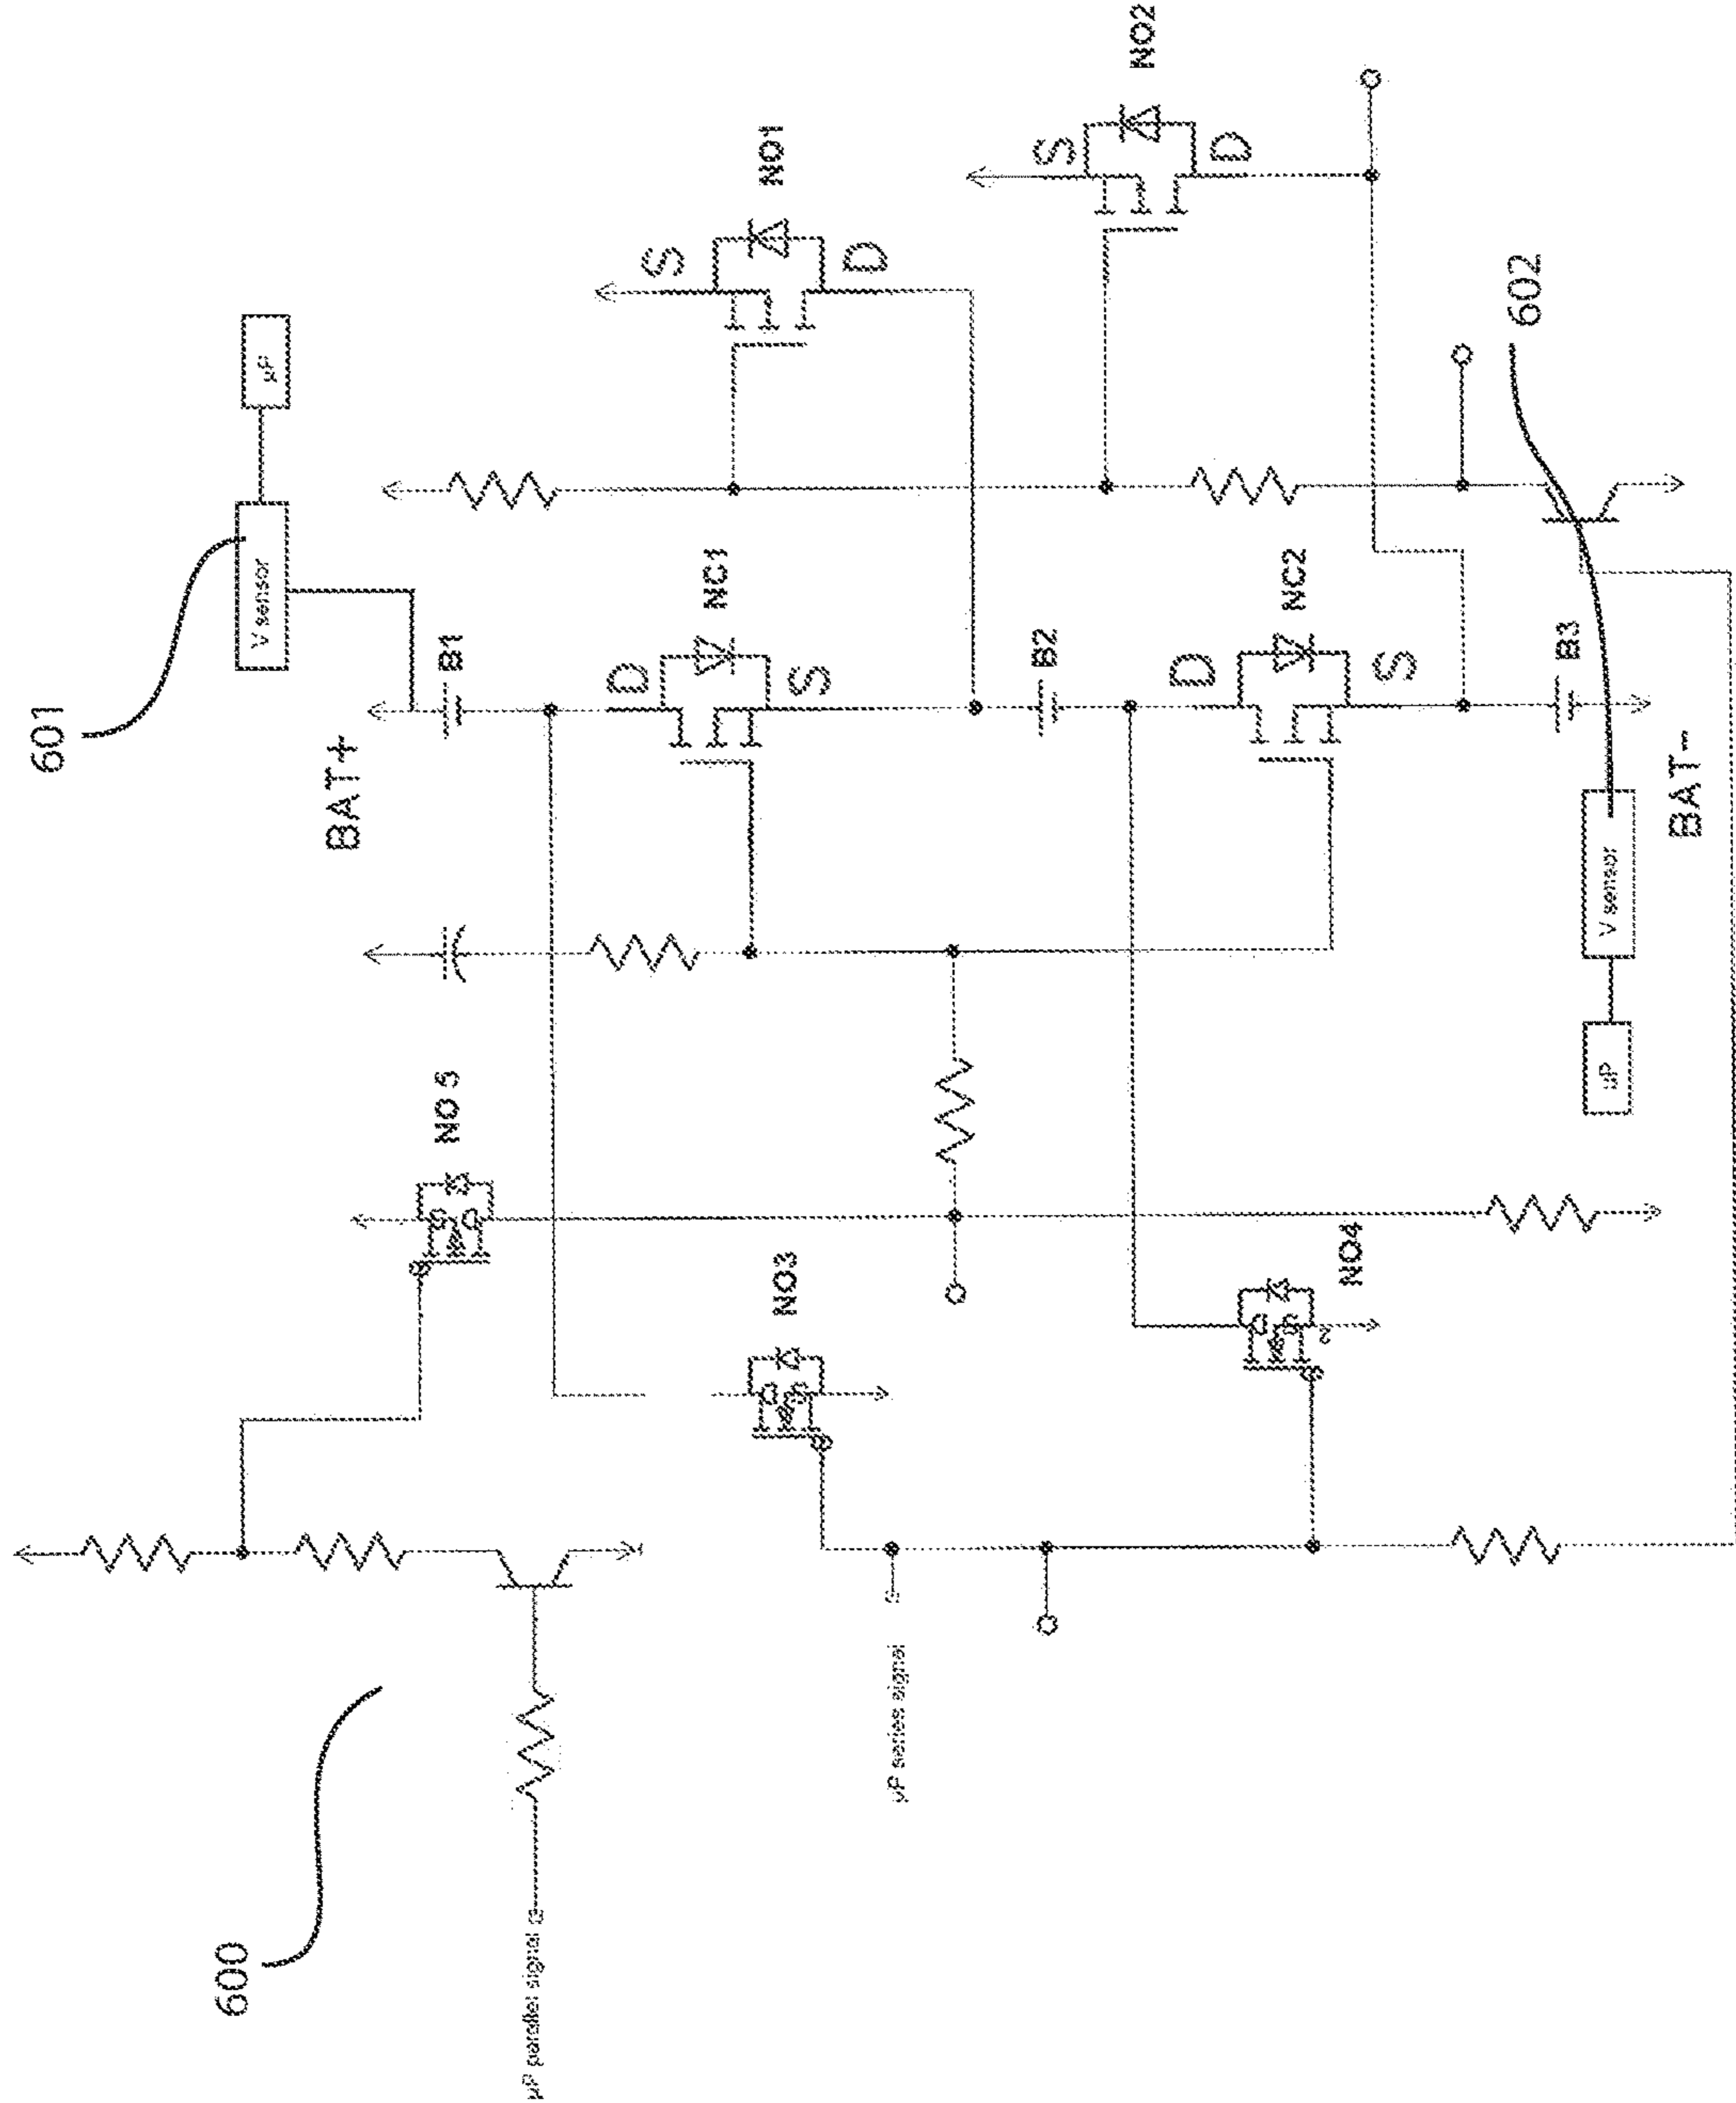 NO2
NO1
S
D
S
D
µP
601
V sensor
602
BAT+
B1
NC1
D
S
B2
NC2
D
S
B3
BAT-
V sensor
µP
NO 5
NO3
NO4
600
µP series signal
µP parallel signal